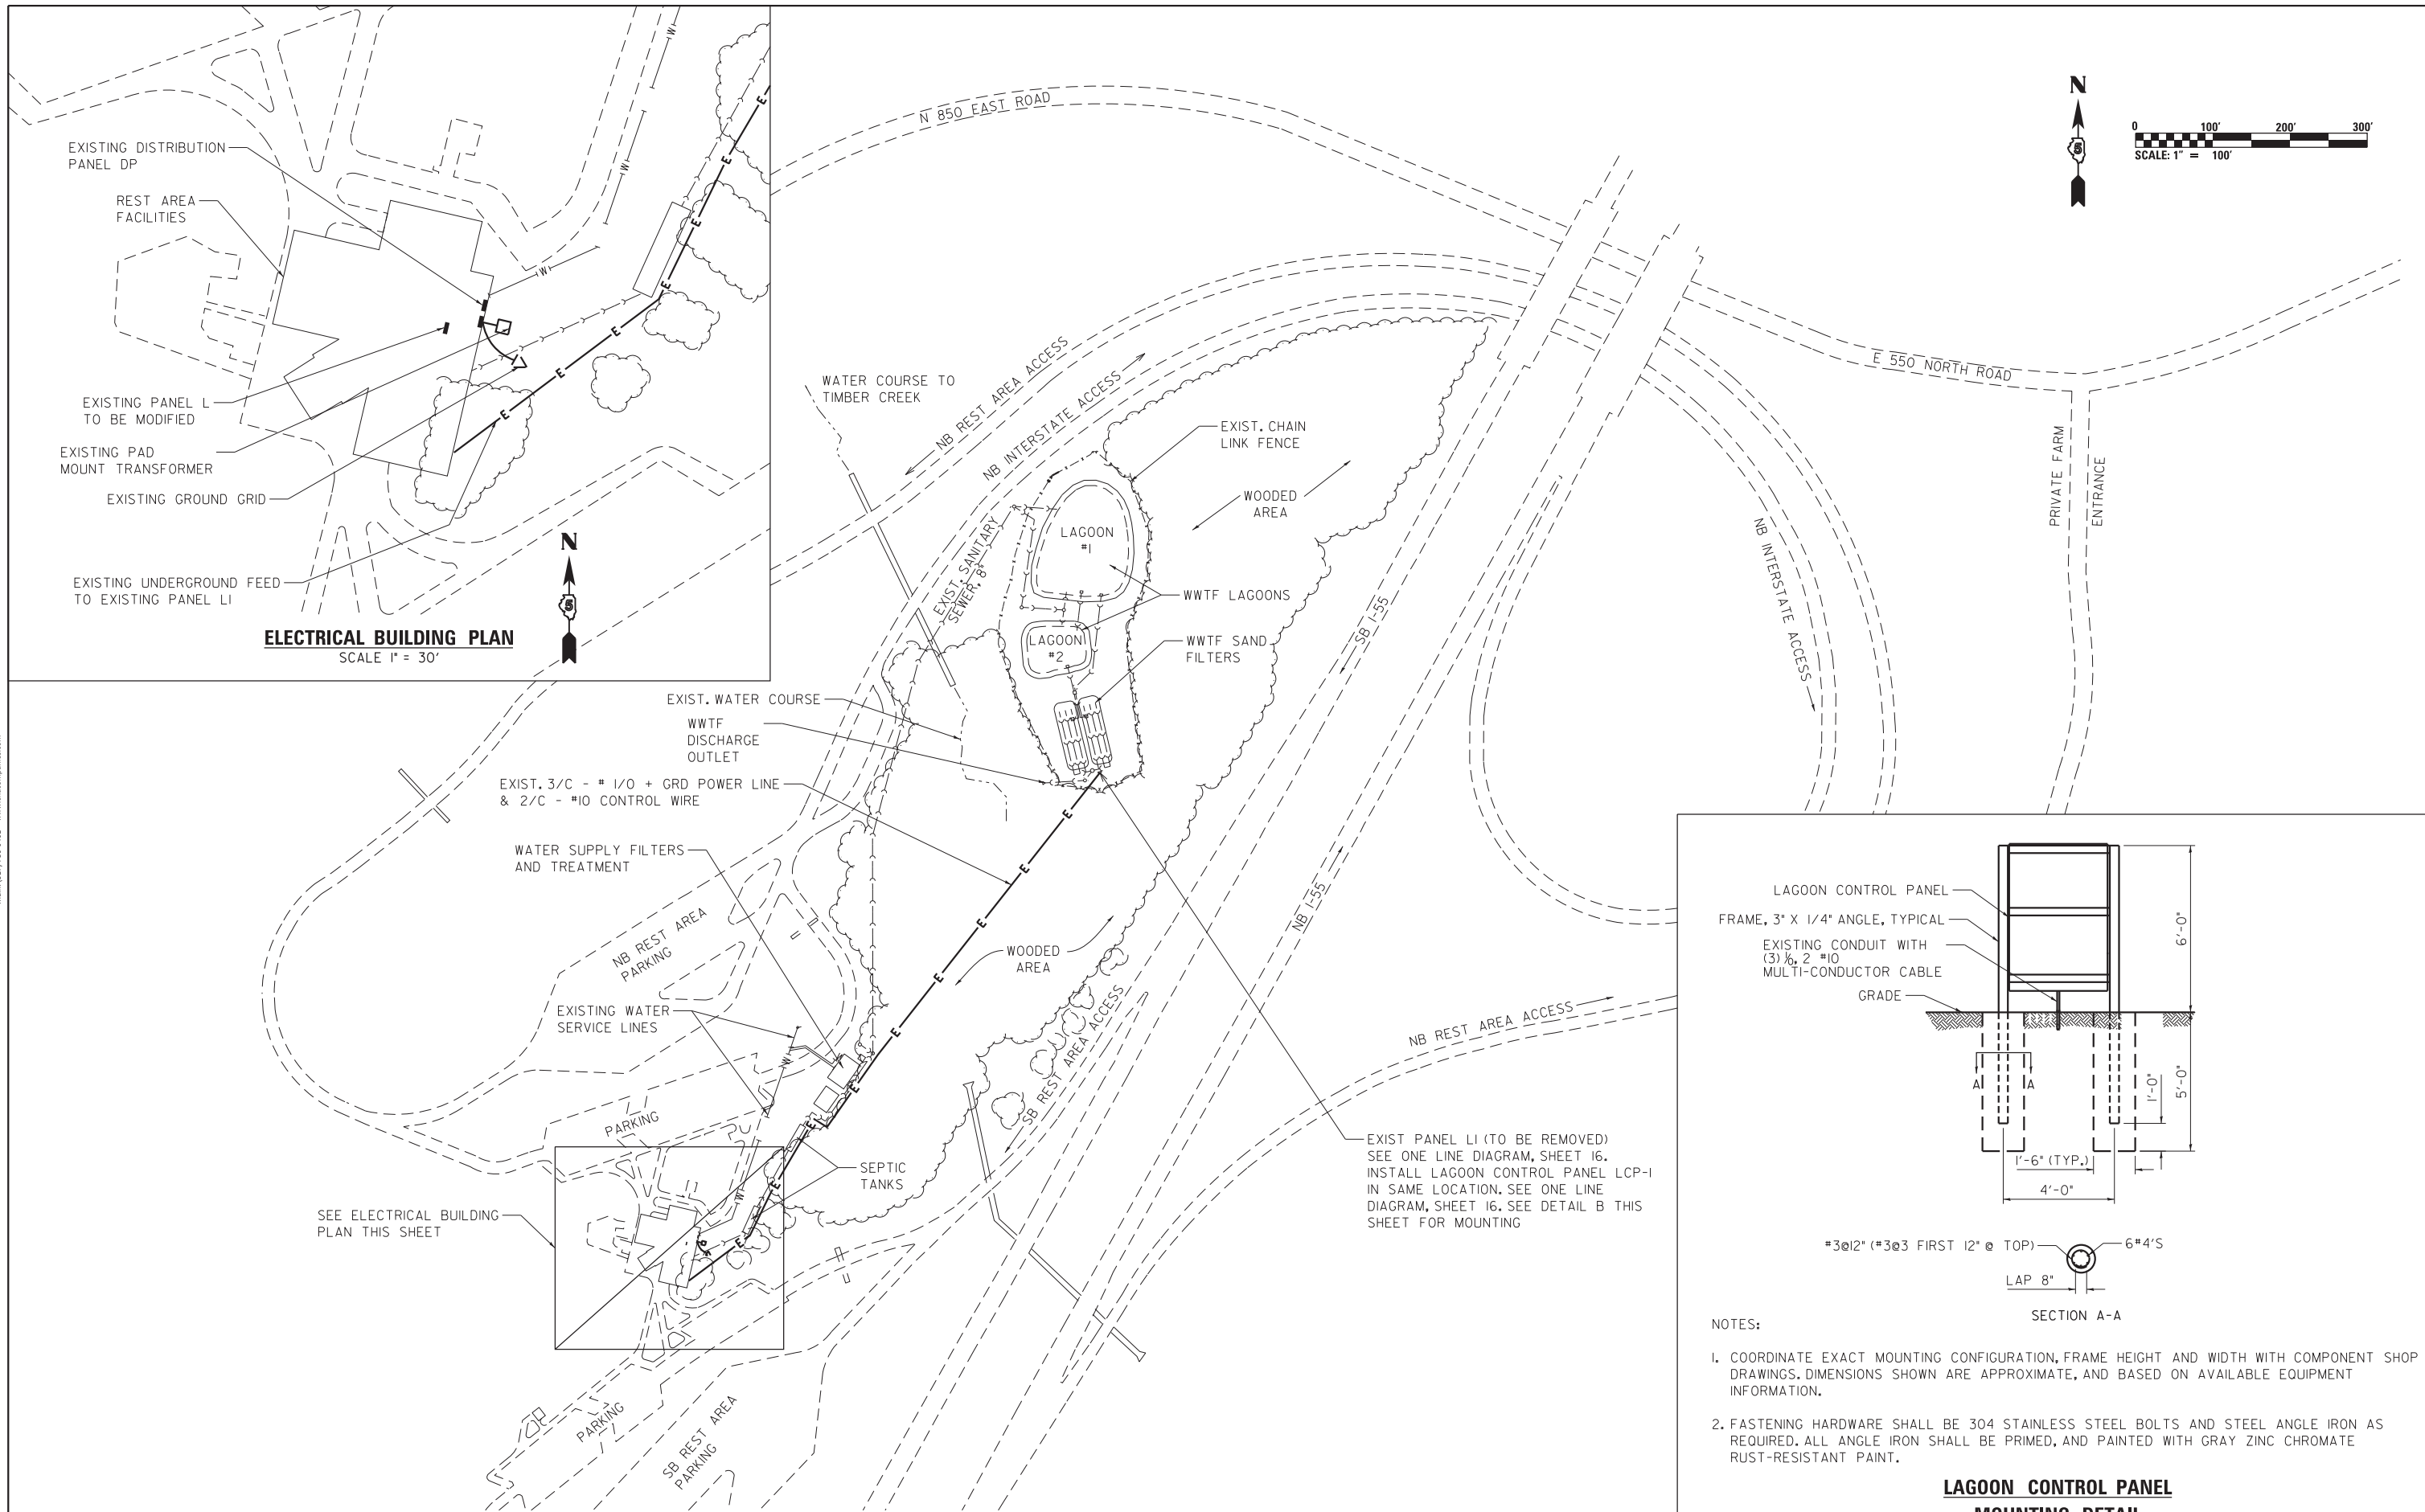 EXISTING DISTRIBUTION
PANEL DP
REST AREA
FACILITIES
EXISTING PANEL L
TO BE MODIFIED
EXISTING PAD
MOUNT TRANSFORMER
EXISTING GROUND GRID
EXISTING UNDERGROUND FEED
TO EXISTING PANEL L1
W
W
W
E
E
E
E
E
E
N
5
ELECTRICAL BUILDING PLAN
SCALE 1" = 30'
N
5
0 100' 200' 300'
SCALE: 1" = 100'
N 850 EAST ROAD
E 550 NORTH ROAD
PRIVATE FARM
ENTRANCE
WATER COURSE TO
TIMBER CREEK
NB REST AREA ACCESS
NB INTERSTATE ACCESS
EXIST. CHAIN
LINK FENCE
WOODED
AREA
LAGOON
#1
EXIST. SANITARY
SEWER, 8"
WWTF LAGOONS
LAGOON
#2
WWTF SAND
FILTERS
SB I-55
NB INTERSTATE ACCESS
EXIST. WATER COURSE
WWTF
DISCHARGE
OUTLET
EXIST. 3/C - # 1/0 + GRD POWER LINE
& 2/C - #10 CONTROL WIRE
WATER SUPPLY FILTERS
AND TREATMENT
NB REST AREA
PARKING
E
E
E
E
E
E
E
E
E
NB I-55
WOODED
AREA
EXISTING WATER
SERVICE LINES
W
W
SB REST AREA ACCESS
NB REST AREA ACCESS
PARKING
SEPTIC
TANKS
SEE ELECTRICAL BUILDING
PLAN THIS SHEET
EXIST PANEL L1 (TO BE REMOVED)
SEE ONE LINE DIAGRAM, SHEET 16.
INSTALL LAGOON CONTROL PANEL LCP-1
IN SAME LOCATION. SEE ONE LINE
DIAGRAM, SHEET 16. SEE DETAIL B THIS
SHEET FOR MOUNTING
PARKING
SB REST AREA
PARKING
LAGOON CONTROL PANEL
FRAME, 3" X 1/4" ANGLE, TYPICAL
EXISTING CONDUIT WITH
(3) 1/0, 2 #10
MULTI-CONDUCTOR CABLE
GRADE
6'-0"
A A
1'-0"
5'-0"
1'-6" (TYP.)
4'-0"
#3@12" (#3@3 FIRST 12" @ TOP)
6#4'S
LAP 8"
SECTION A-A
NOTES:
1. COORDINATE EXACT MOUNTING CONFIGURATION, FRAME HEIGHT AND WIDTH WITH COMPONENT SHOP
DRAWINGS. DIMENSIONS SHOWN ARE APPROXIMATE, AND BASED ON AVAILABLE EQUIPMENT
INFORMATION.
2. FASTENING HARDWARE SHALL BE 304 STAINLESS STEEL BOLTS AND STEEL ANGLE IRON AS
REQUIRED. ALL ANGLE IRON SHALL BE PRIMED, AND PAINTED WITH GRAY ZINC CHROMATE
RUST-RESISTANT PAINT.
LAGOON CONTROL PANEL
MOUNTING DETAIL